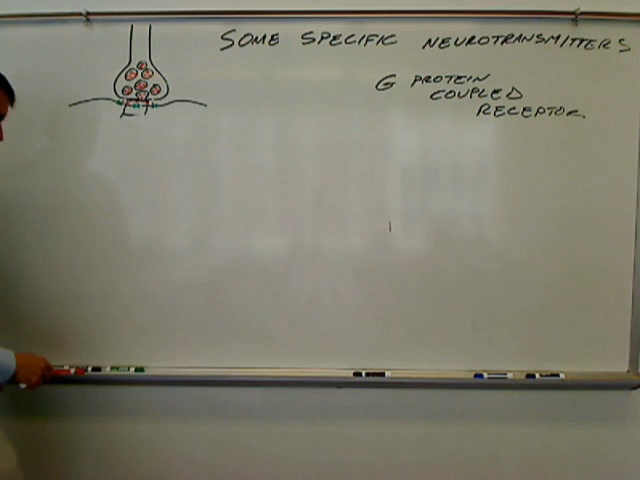 SOME SPECIFIC NEUROTRANSMITTERS
G PROTEIN
COUPLED
RECEPTOR